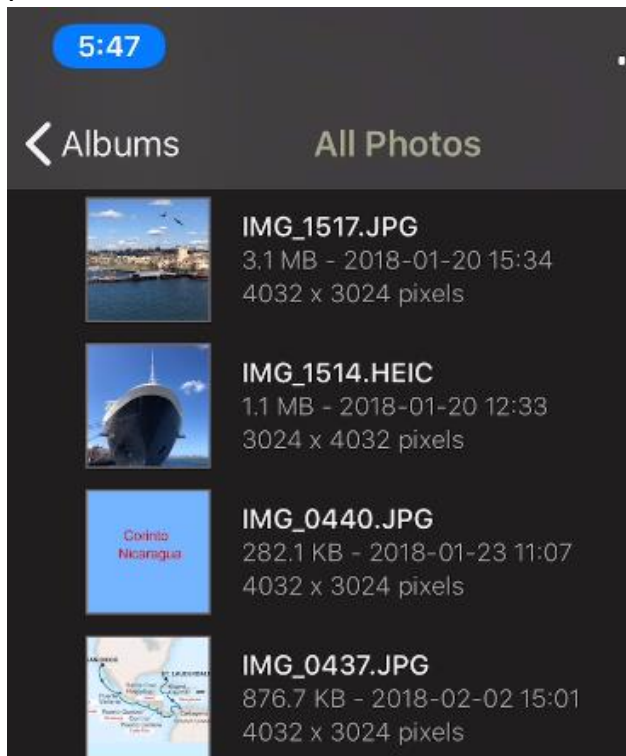 5:47
Albums
All Photos
IMG_1517.JPG
3.1 MB - 2018-01-20 15:34
4032 x 3024 pixels
IMG_1514.HEIC
1.1 MB - 2018-01-20 12:33
3024 x 4032 pixels
Corinto
Nicaragua
IMG_0440.JPG
282.1 KB - 2018-01-23 11:07
4032 x 3024 pixels
IMG_0437.JPG
876.7 KB - 2018-02-02 15:01
4032 x 3024 pixels